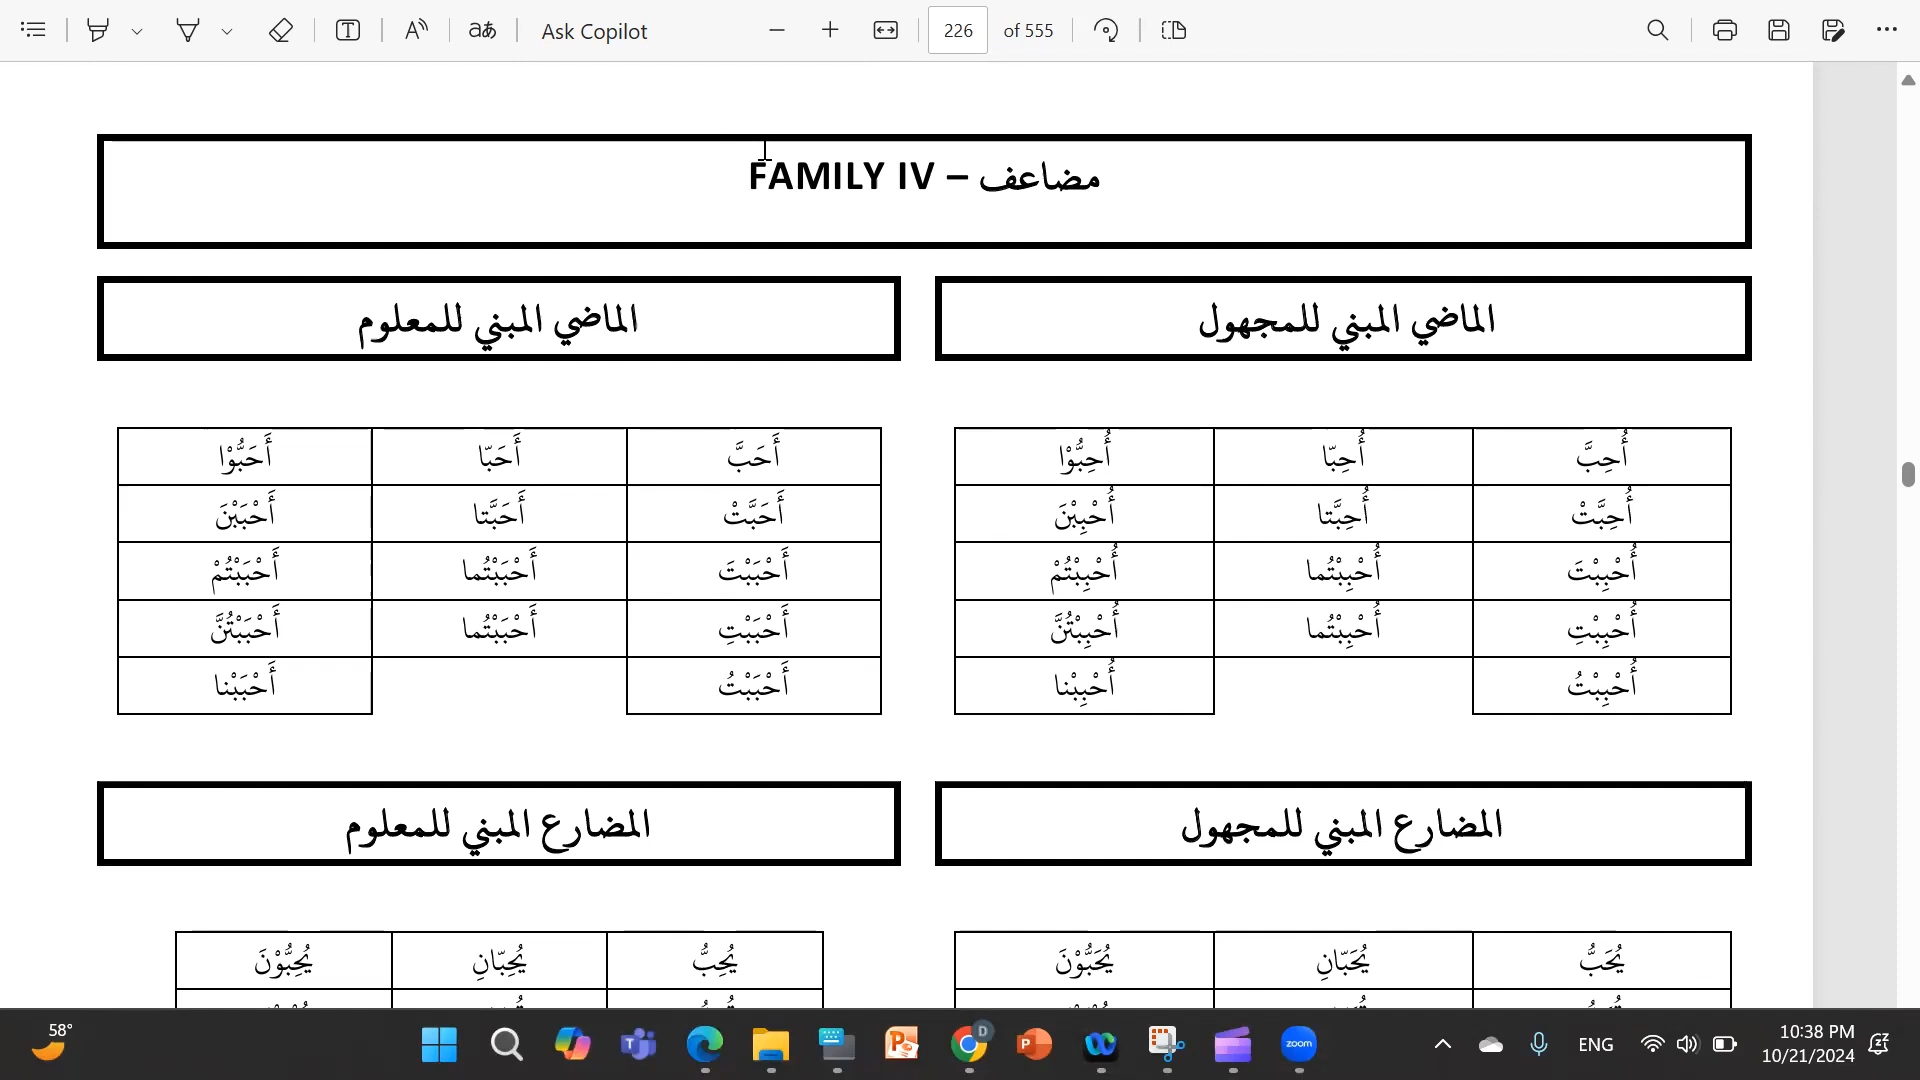 Ask Copilot
226 of 555
FAMILY IV – مضاعف
الماضي المبني للمعلوم
الماضي المبني للمجهول
أَحَبَّ أَحَبّا أَحَبُّوْا
أَحَبَّتْ أَحَبَّتا أَحْبَبْنَ
أَحْبَبْتَ أَحْبَبْتُما أَحْبَبْتُمْ
أَحْبَبْتِ أَحْبَبْتُما أَحْبَبْتُنَّ
أَحْبَبْتُ أَحْبَبْنا
أُحِبَّ أُحِبّا أُحِبُّوْا
أُحِبَّتْ أُحِبَّتا أُحْبِبْنَ
أُحْبِبْتَ أُحْبِبْتُما أُحْبِبْتُمْ
أُحْبِبْتِ أُحْبِبْتُما أُحْبِبْتُنَّ
أُحْبِبْتُ أُحْبِبْنا
المضارع المبني للمعلوم
المضارع المبني للمجهول
يُحِبُّ يُحِبّانِ يُحِبُّوْنَ
يُحَبُّ يُحَبّانِ يُحَبُّوْنَ
58°
zoom
ENG
10:38 PM
10/21/2024